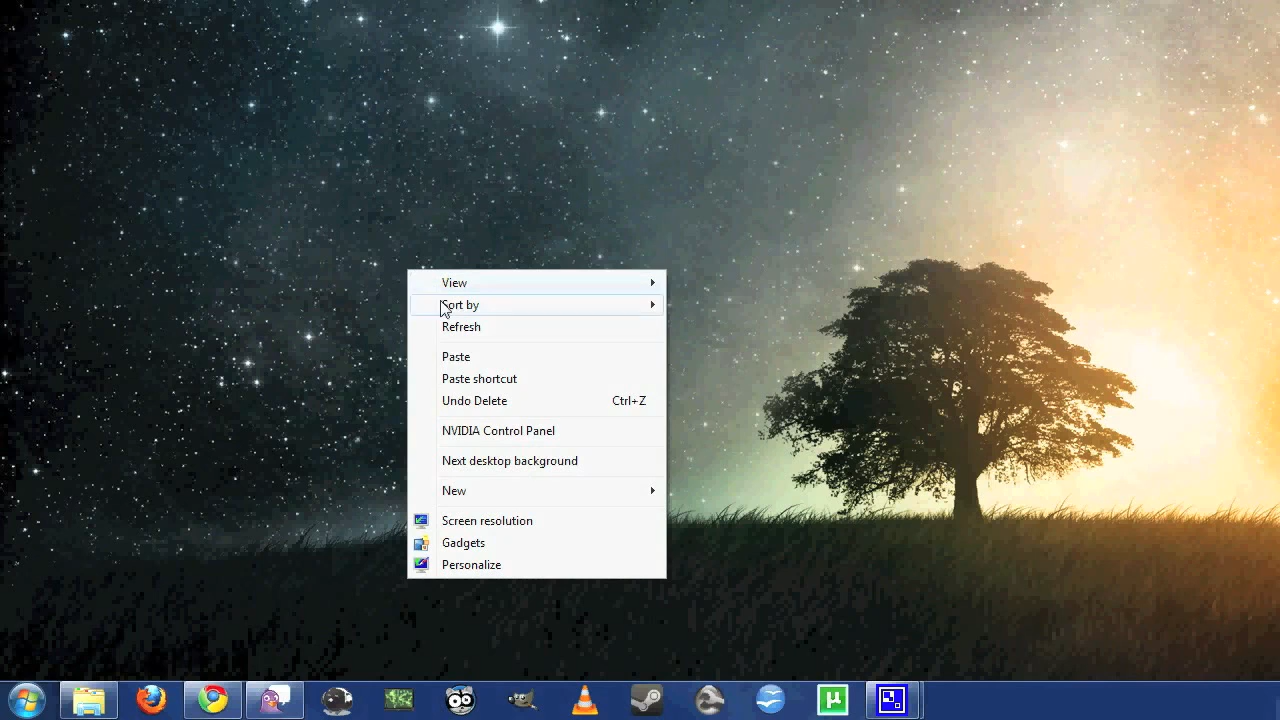 View
Sort by
Refresh
Paste
Paste shortcut
Undo Delete Ctrl+Z
NVIDIA Control Panel
Next desktop background
New
Screen resolution
Gadgets
Personalize
µ